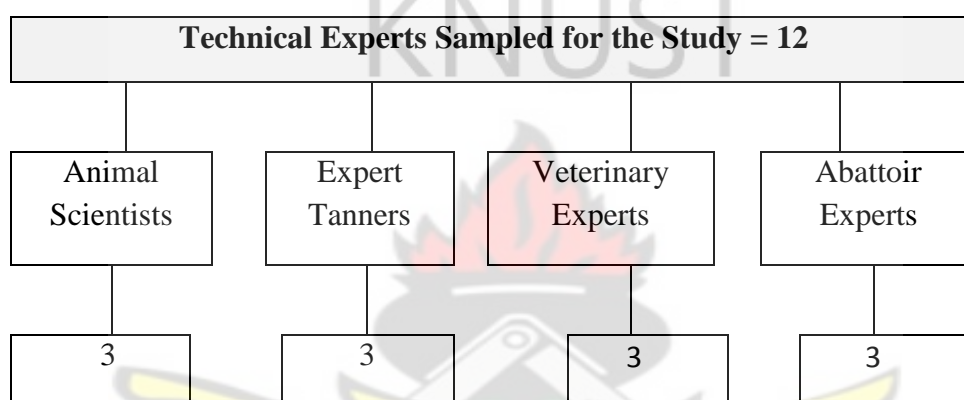 KNUST
Technical Experts Sampled for the Study = 12
Animal
Scientists
Expert
Tanners
Veterinary
Experts
Abattoir
Experts
3
3
3
3